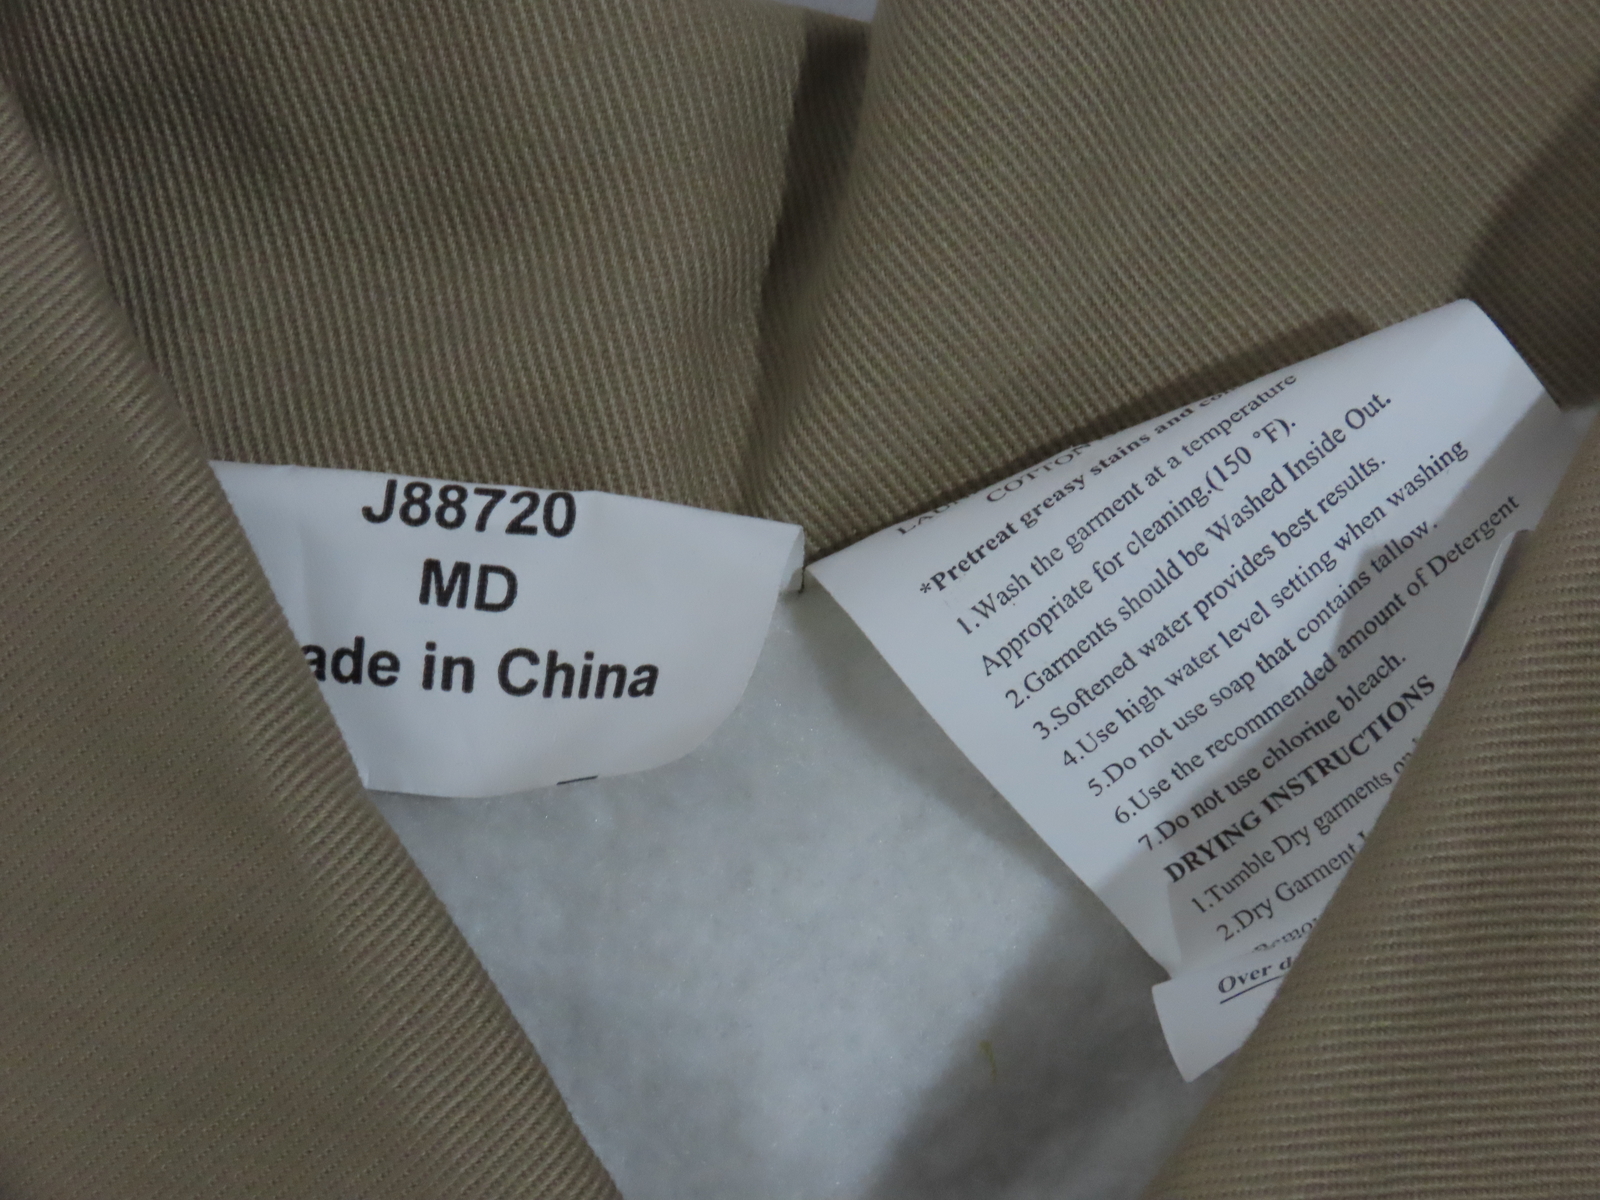 J88720
MD
ade in China
COTTON
*Pretreat greasy stains and
1.Wash the garment at a temperature
Appropriate for cleaning.(150 °F).
2.Garments should be Washed Inside Out.
3.Softened water provides best results.
4.Use high water level setting when washing
5.Do not use soap that contains tallow.
6.Use the recommended amount of Detergent
7.Do not use chlorine bleach.
DRYING INSTRUCTIONS
1.Tumble Dry garments
2.Dry Garment
Over